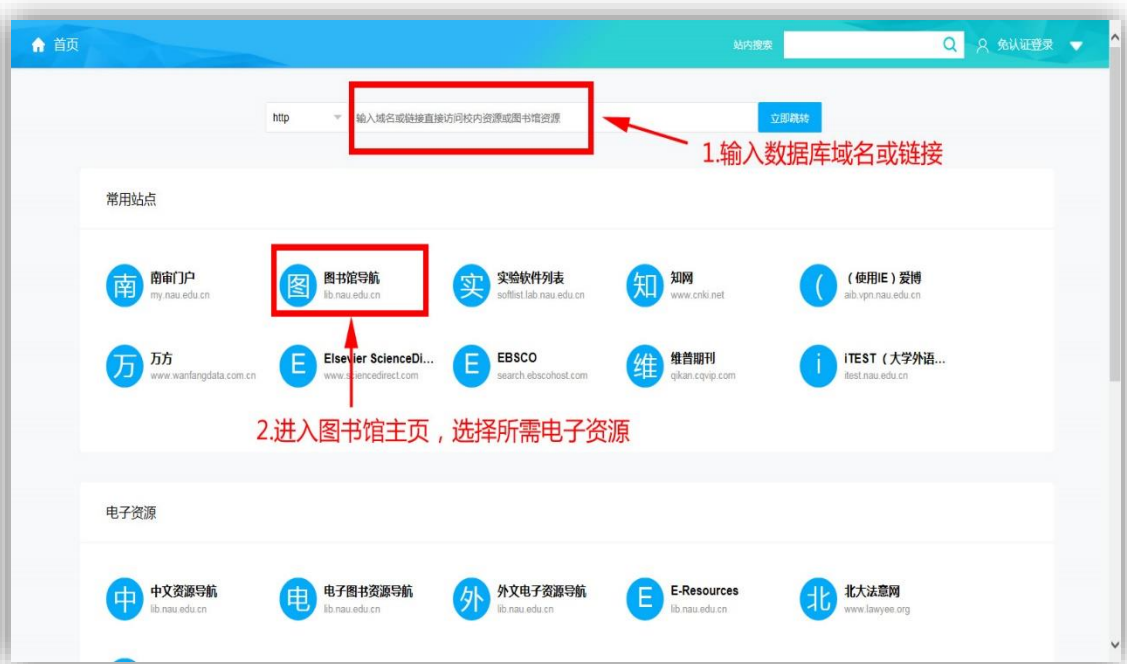 首页
站内搜索
免认证登录
http
输入域名或链接直接访问校内资源或图书馆资源
立即跳转
1.输入数据库域名或链接
常用站点
南
南审门户
my.nau.edu.cn
图
图书馆导航
lib.nau.edu.cn
实
实验软件列表
softlist.lab.nau.edu.cn
知
知网
www.cnki.net
(
（使用IE）爱博
aib.vpn.nau.edu.cn
万
万方
www.wanfangdata.com.cn
E
Elsevier ScienceDi...
www.sciencedirect.com
E
EBSCO
search.ebscohost.com
维
维普期刊
qikan.cqvip.com
i
iTEST（大学外语...
itest.nau.edu.cn
2.进入图书馆主页，选择所需电子资源
电子资源
中
中文资源导航
lib.nau.edu.cn
电
电子图书资源导航
lib.nau.edu.cn
外
外文电子资源导航
lib.nau.edu.cn
E
E-Resources
lib.nau.edu.cn
北
北大法意网
www.lawyee.org